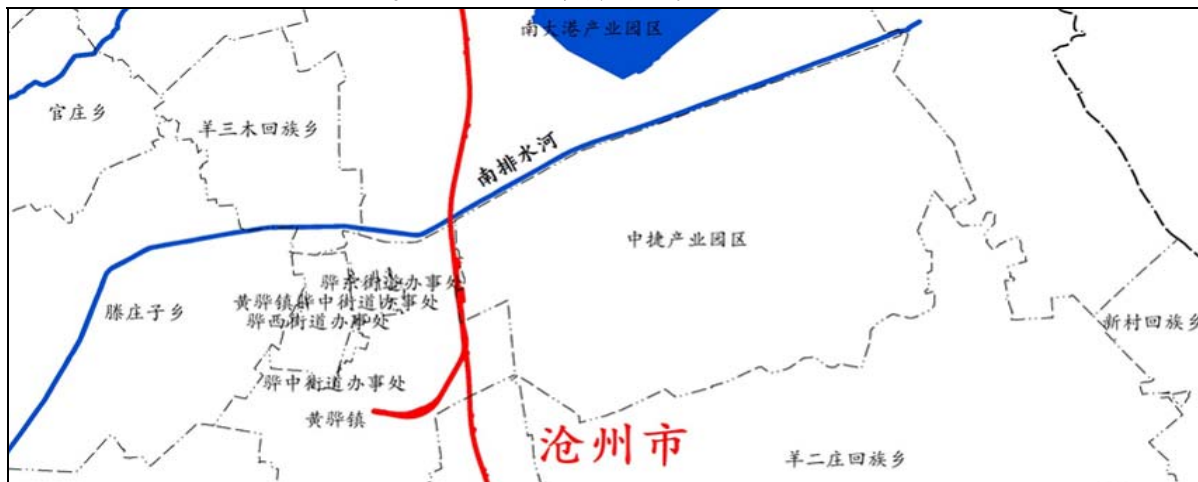 南大港产业园区
官庄乡
羊三木回族乡
南排水河
中捷产业园区
骅东街道办事处
黄骅镇骅中街道办事处
骅西街道办事处
滕庄子乡
新村回族乡
骅中街道办事处
黄骅镇
沧州市
羊二庄回族乡